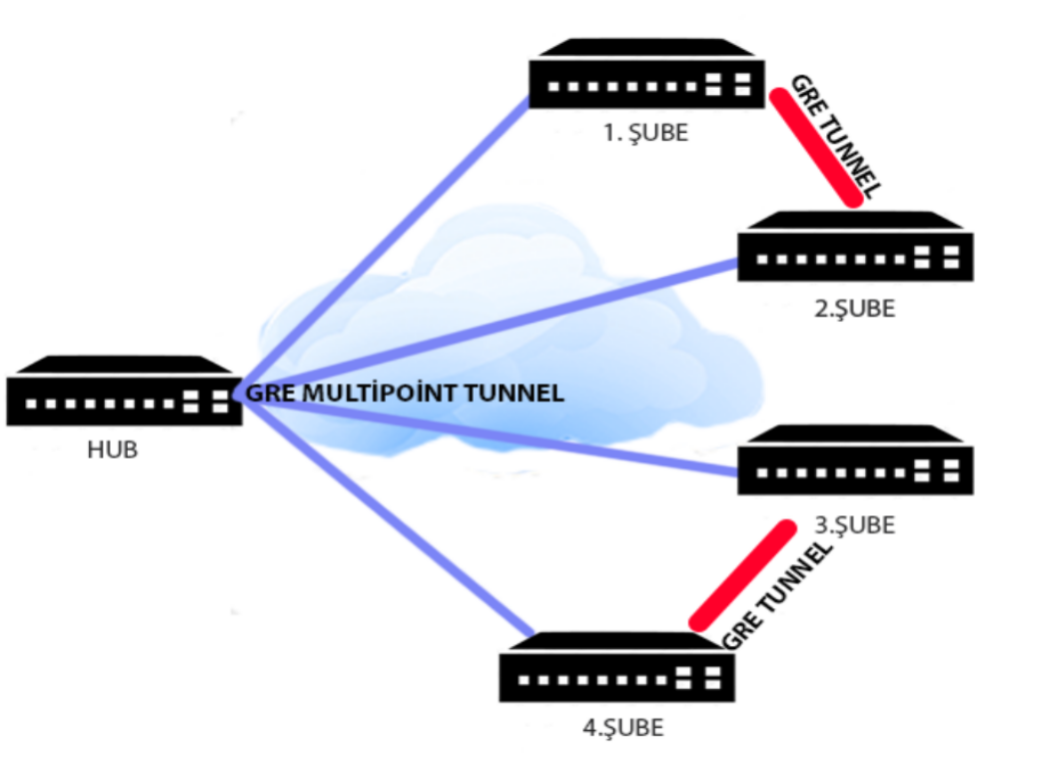 1. ŞUBE
GRE TUNNEL
2.ŞUBE
GRE MULTİPOİNT TUNNEL
HUB
3.ŞUBE
GRE TUNNEL
4.ŞUBE